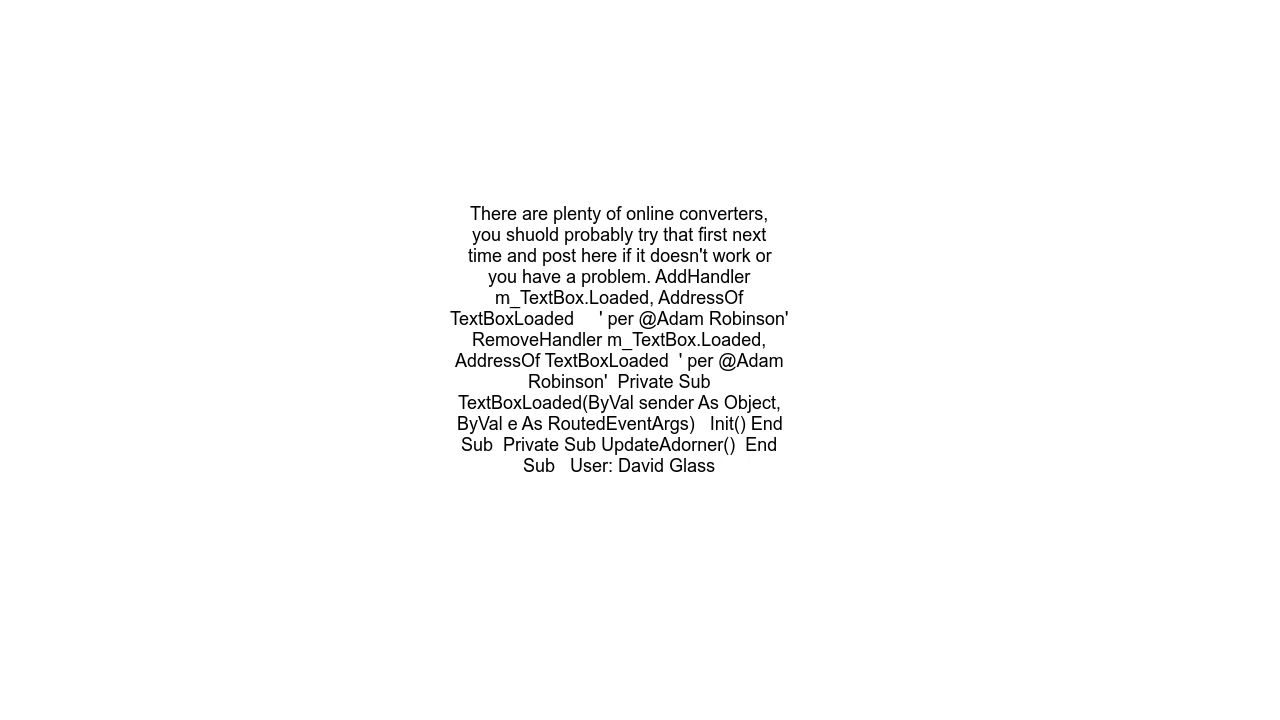 There are plenty of online converters,
you shuold probably try that first next
time and post here if it doesn't work or
you have a problem. AddHandler
m_TextBox.Loaded, AddressOf
TextBoxLoaded     ' per @Adam Robinson'
RemoveHandler m_TextBox.Loaded,
AddressOf TextBoxLoaded  ' per @Adam
Robinson'  Private Sub
TextBoxLoaded(ByVal sender As Object,
ByVal e As RoutedEventArgs)   Init() End
Sub  Private Sub UpdateAdorner()  End
Sub   User: David Glass